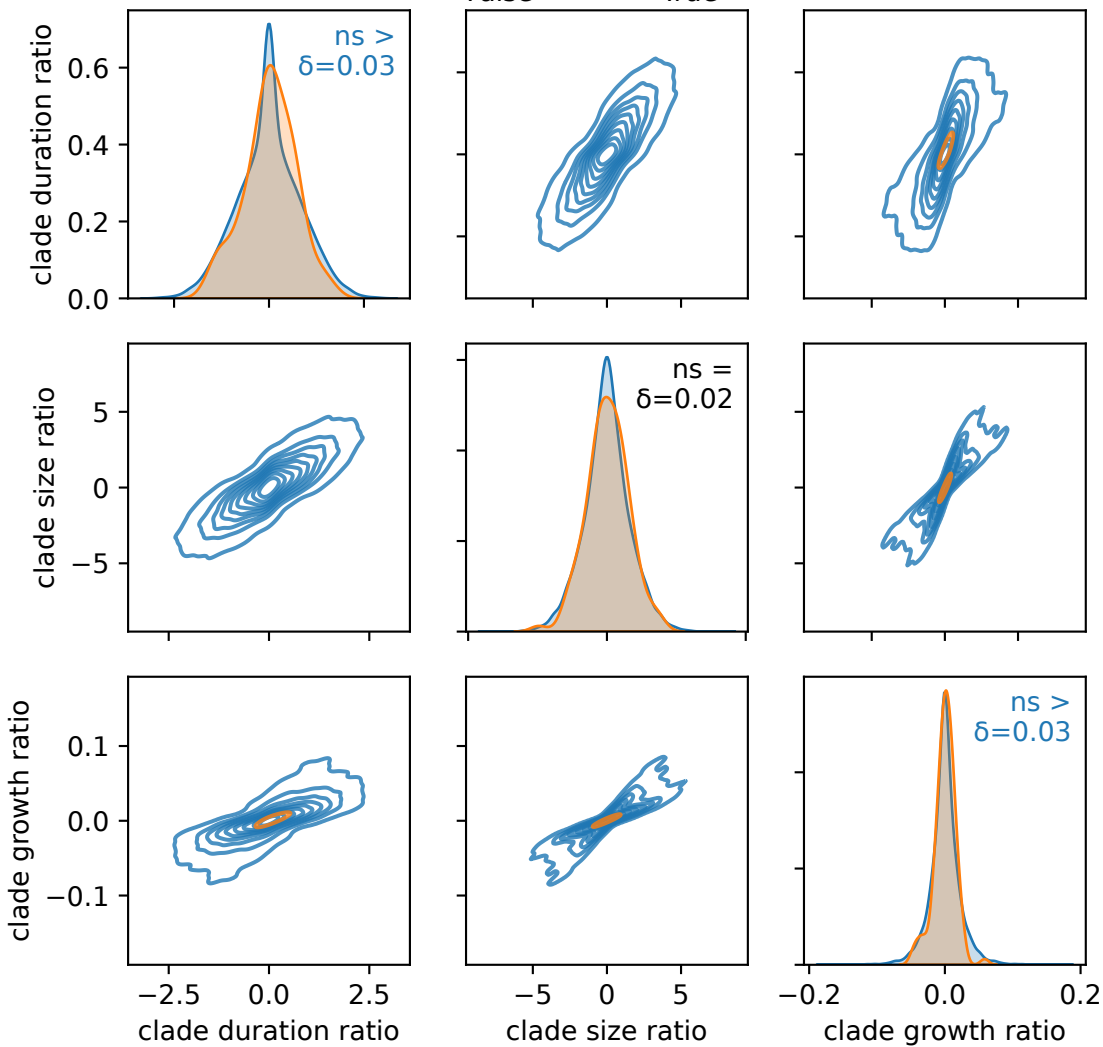 clade duration ratio
0.6
0.4
0.2
0.0
ns >
δ=0.03
clade size ratio
5
0
−5
ns =
δ=0.02
clade growth ratio
0.1
0.0
−0.1
ns >
δ=0.03
−2.5 0.0 2.5
clade duration ratio
−5 0 5
clade size ratio
−0.2 0.0 0.2
clade growth ratio